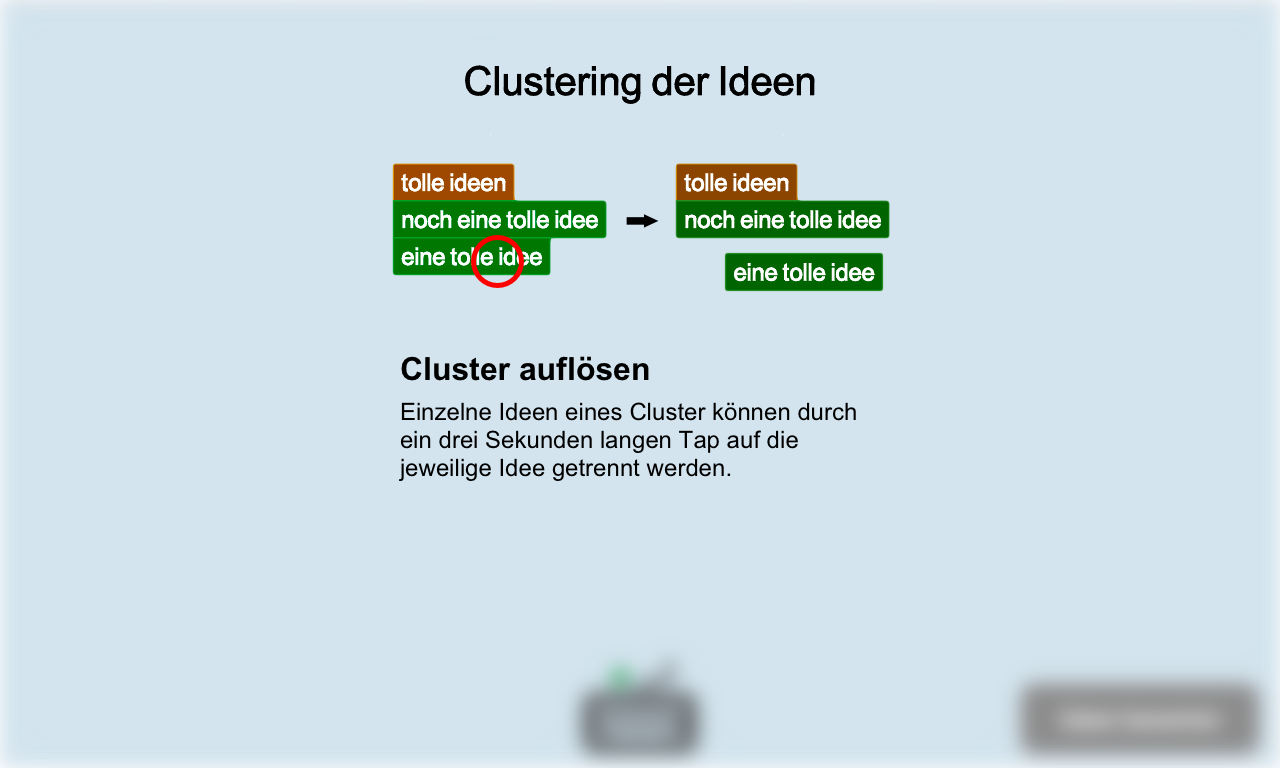 Clustering der Ideen
tolle ideen
noch eine tolle idee
eine tolle idee
tolle ideen
noch eine tolle idee
eine tolle idee
Cluster auflösen
Einzelne Ideen eines Cluster können durch
ein drei Sekunden langen Tap auf die
jeweilige Idee getrennt werden.